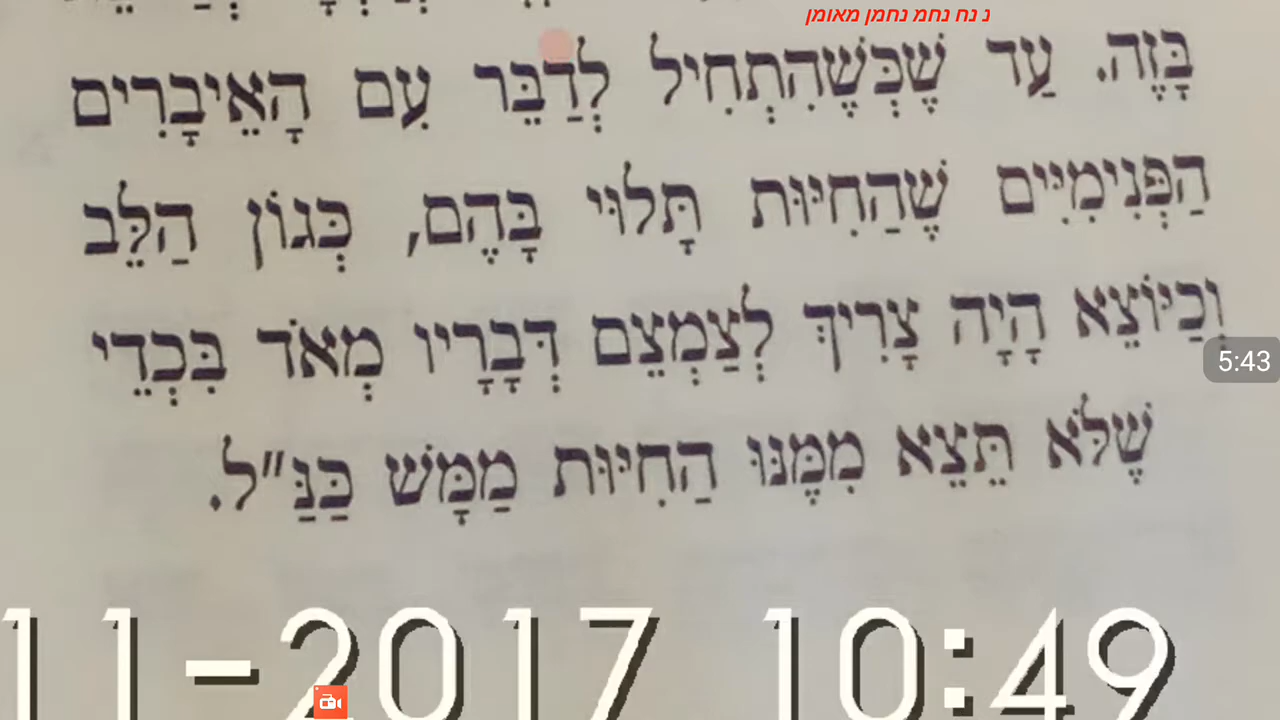 נ נח נחמ נחמן מאומן
בָּזֶה. עַד שֶׁכְּשֶׁהִתְחִיל לְדַבֵּר עִם הָאֵיבָרִים
הַפְּנִימִיִּים שֶׁהַחִיּוּת תָּלוּי בָּהֶם, כְּגוֹן הַלֵּב
וְכַיּוֹצֵא הָיָה צָרִיךְ לְצַמְצֵם דְּבָרָיו מְאֹד בִּכְדֵי
5:43
שֶׁלֹּא תֵּצֵא מִמֶּנּוּ הַחִיּוּת מַמָּשׁ כַּנַּ"ל.
11-2017 10:49